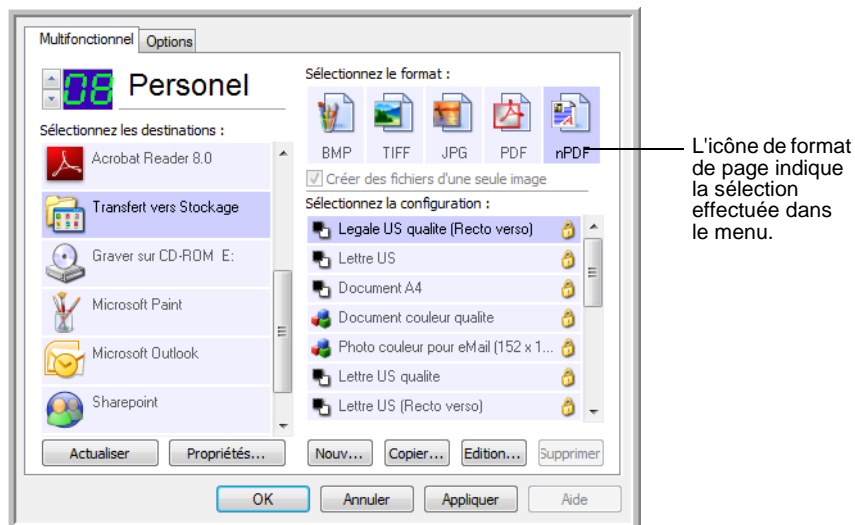 Multifonctionnel
Options
08
Personel
Sélectionnez les destinations :
Acrobat Reader 8.0
Transfert vers Stockage
Graver sur CD-ROM E:
Microsoft Paint
Microsoft Outlook
Sharepoint
Actualiser
Propriétés...
Sélectionnez le format :
BMP
TIFF
JPG
PDF
nPDF
Créer des fichiers d'une seule image
Sélectionnez la configuration :
Legale US qualite (Recto verso)
Lettre US
Document A4
Document couleur qualite
Photo couleur pour eMail (152 x 1...
Lettre US qualite
Lettre US (Recto verso)
Nouv...
Copier...
Edition...
Supprimer
OK
Annuler
Appliquer
Aide
L'icône de format
de page indique
la sélection
effectuée dans
le menu.